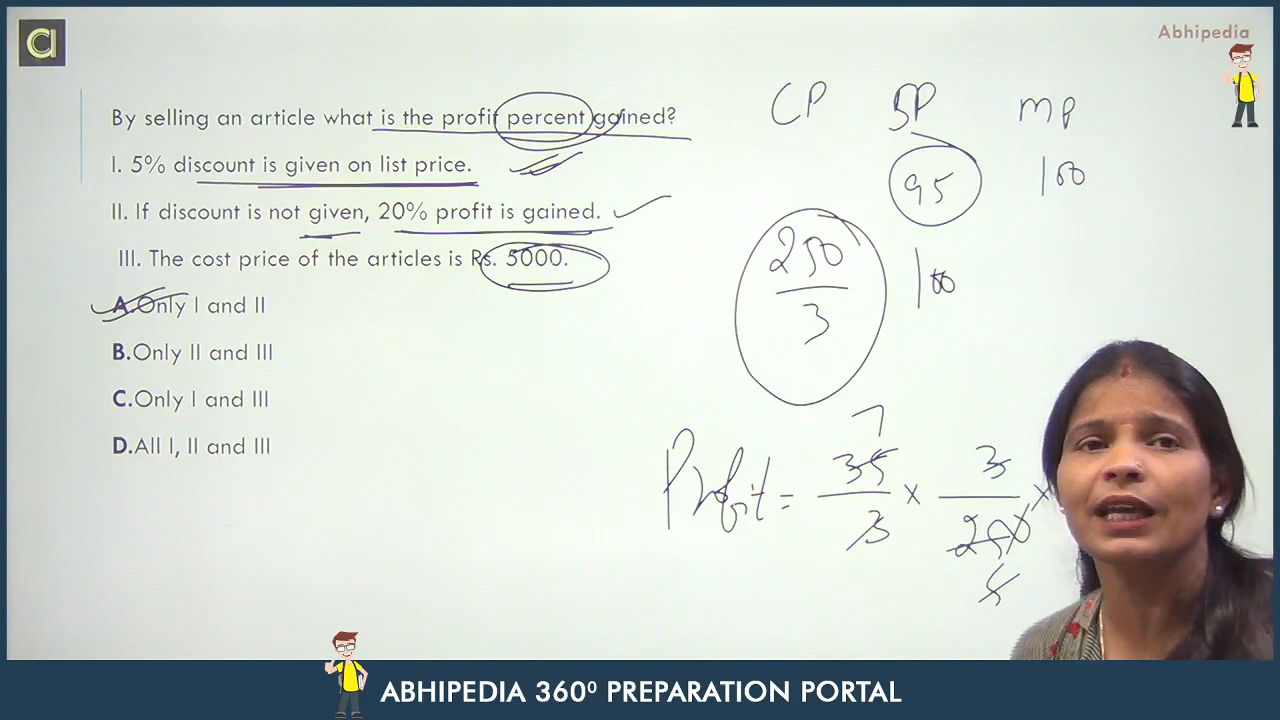 Abhipedia
By selling an article what is the profit percent gained?
I. 5% discount is given on list price.
II. If discount is not given, 20% profit is gained.
III. The cost price of the articles is Rs. 5000.
A.Only I and II
B.Only II and III
C.Only I and III
D.All I, II and III
CP SP MP
95 100
250
3
100
7
Profit = 35/3 × 3/250 ×
5
ABHIPEDIA 360⁰ PREPARATION PORTAL